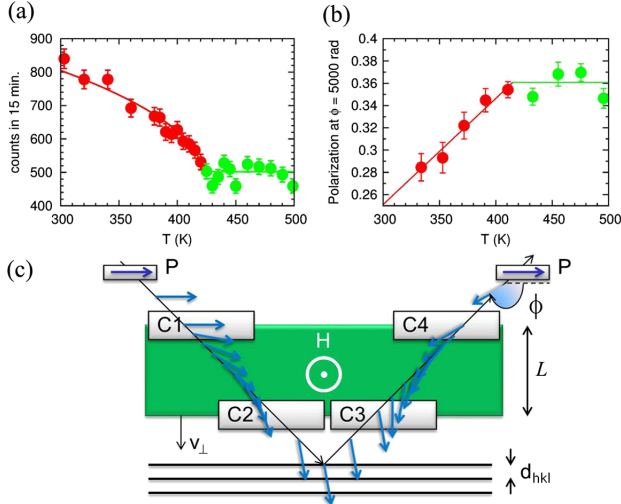 (a)
(b)
counts in 15 min.
900
800
700
600
500
400
300
350
400
450
500
T (K)
Polarization at ϕ = 5000 rad
0.4
0.38
0.36
0.34
0.32
0.3
0.28
0.26
300
350
400
450
500
T (K)
(c)
P
P
C1
C4
ϕ
H
L
C2
C3
v⊥
dhkl